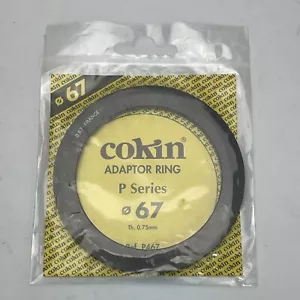 ø 67
cokin
ADAPTOR RING
P Series
ø 67
Th. 0.75mm
Ref. P467